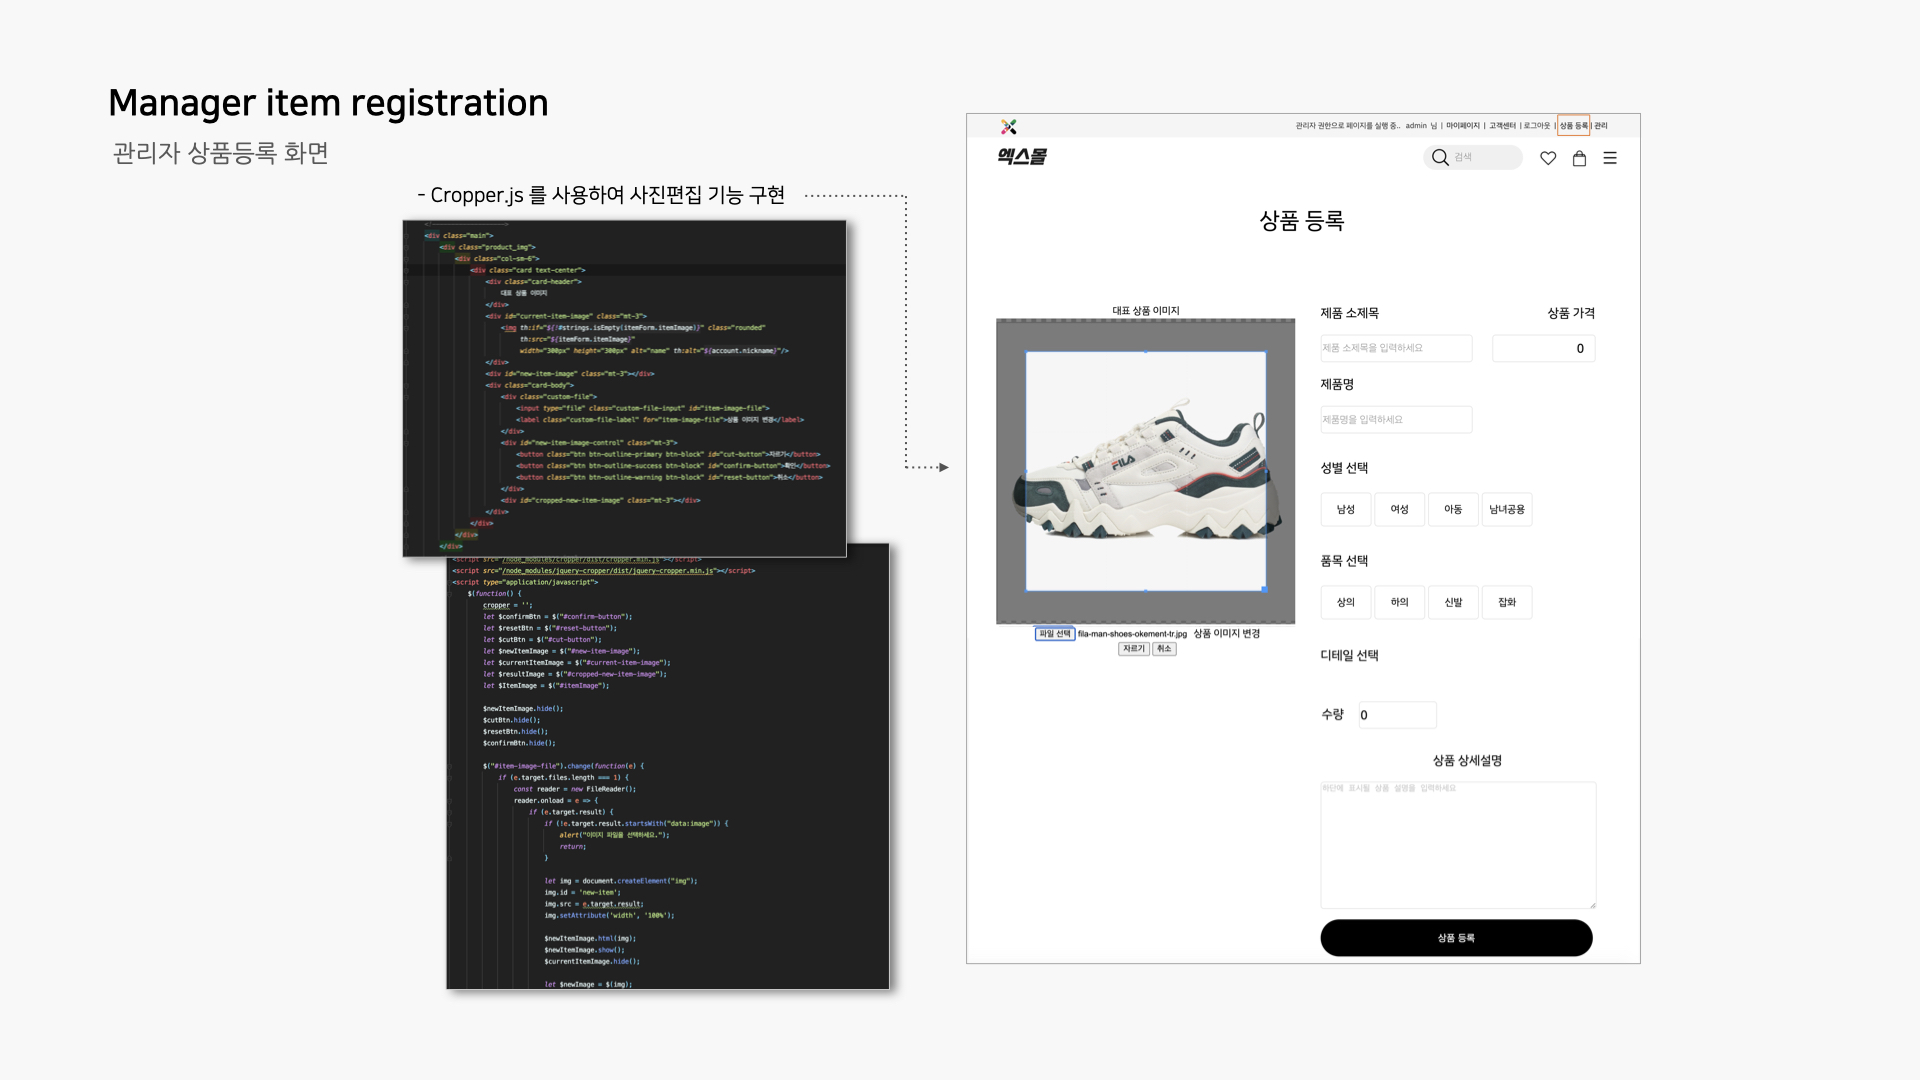 Manager item registration
관리자 상품등록 화면
- Cropper.js 를 사용하여 사진편집 기능 구현
<div class="main">
<div class="product_img">
<div class="col-sm-6">
<div class="card text-center">
<div class="card-header">
대표 상품 이미지
</div>
<div id="current-item-image" class="mt-3">
<img th:if="${!#strings.isEmpty(itemForm.itemImage)}" class="rounded"
th:src="${itemForm.itemImage}"
width="300px" height="300px" alt="name" th:alt="${account.nickname}"/>
</div>
<div id="new-item-image" class="mt-3"></div>
<div class="card-body">
<div class="custom-file">
<input type="file" class="custom-file-input" id="item-image-file">
<label class="custom-file-label" for="item-image-file">상품 이미지 변경</label>
</div>
<div id="new-item-image-control" class="mt-3">
<button class="btn btn-outline-primary btn-block" id="cut-button">자르기</button>
<button class="btn btn-outline-success btn-block" id="confirm-button">확인</button>
<button class="btn btn-outline-warning btn-block" id="reset-button">취소</button>
</div>
<div id="cropped-new-item-image" class="mt-3"></div>
</div>
</div>
</div>
</div>
<script src="/node_modules/cropper/dist/cropper.min.js"></script>
<script src="/node_modules/jquery-cropper/dist/jquery-cropper.min.js"></script>
<script type="application/javascript">
$(function() {
cropper = '';
let $confirmBtn = $("#confirm-button");
let $resetBtn = $("#reset-button");
let $cutBtn = $("#cut-button");
let $newItemImage = $("#new-item-image");
let $currentItemImage = $("#current-item-image");
let $resultImage = $("#cropped-new-item-image");
let $ItemImage = $("#itemImage");
$newItemImage.hide();
$cutBtn.hide();
$resetBtn.hide();
$confirmBtn.hide();
$("#item-image-file").change(function(e) {
if (e.target.files.length === 1) {
const reader = new FileReader();
reader.onload = e => {
if (e.target.result) {
if (!e.target.result.startsWith("data:image")) {
alert("이미지 파일을 선택하세요.");
return;
}
let img = document.createElement("img");
img.id = 'new-item';
img.src = e.target.result;
img.setAttribute('width', '100%');
$newItemImage.html(img);
$newItemImage.show();
$currentItemImage.hide();
let $newImage = $(img);
관리자 권한으로 페이지를 실행 중.. admin 님 | 마이페이지 | 고객센터 | 로그아웃 | 상품 등록 | 관리
엑스몰
검색
상품 등록
대표 상품 이미지
FILA
파일 선택 fila-man-shoes-okement-tr.jpg 상품 이미지 변경
자르기 취소
제품 소제목 상품 가격
제품 소제목을 입력하세요 0
제품명
제품명을 입력하세요
성별 선택
남성 여성 아동 남녀공용
품목 선택
상의 하의 신발 잡화
디테일 선택
수량 0
상품 상세설명
하단에 표시될 상품 설명을 입력하세요
상품 등록